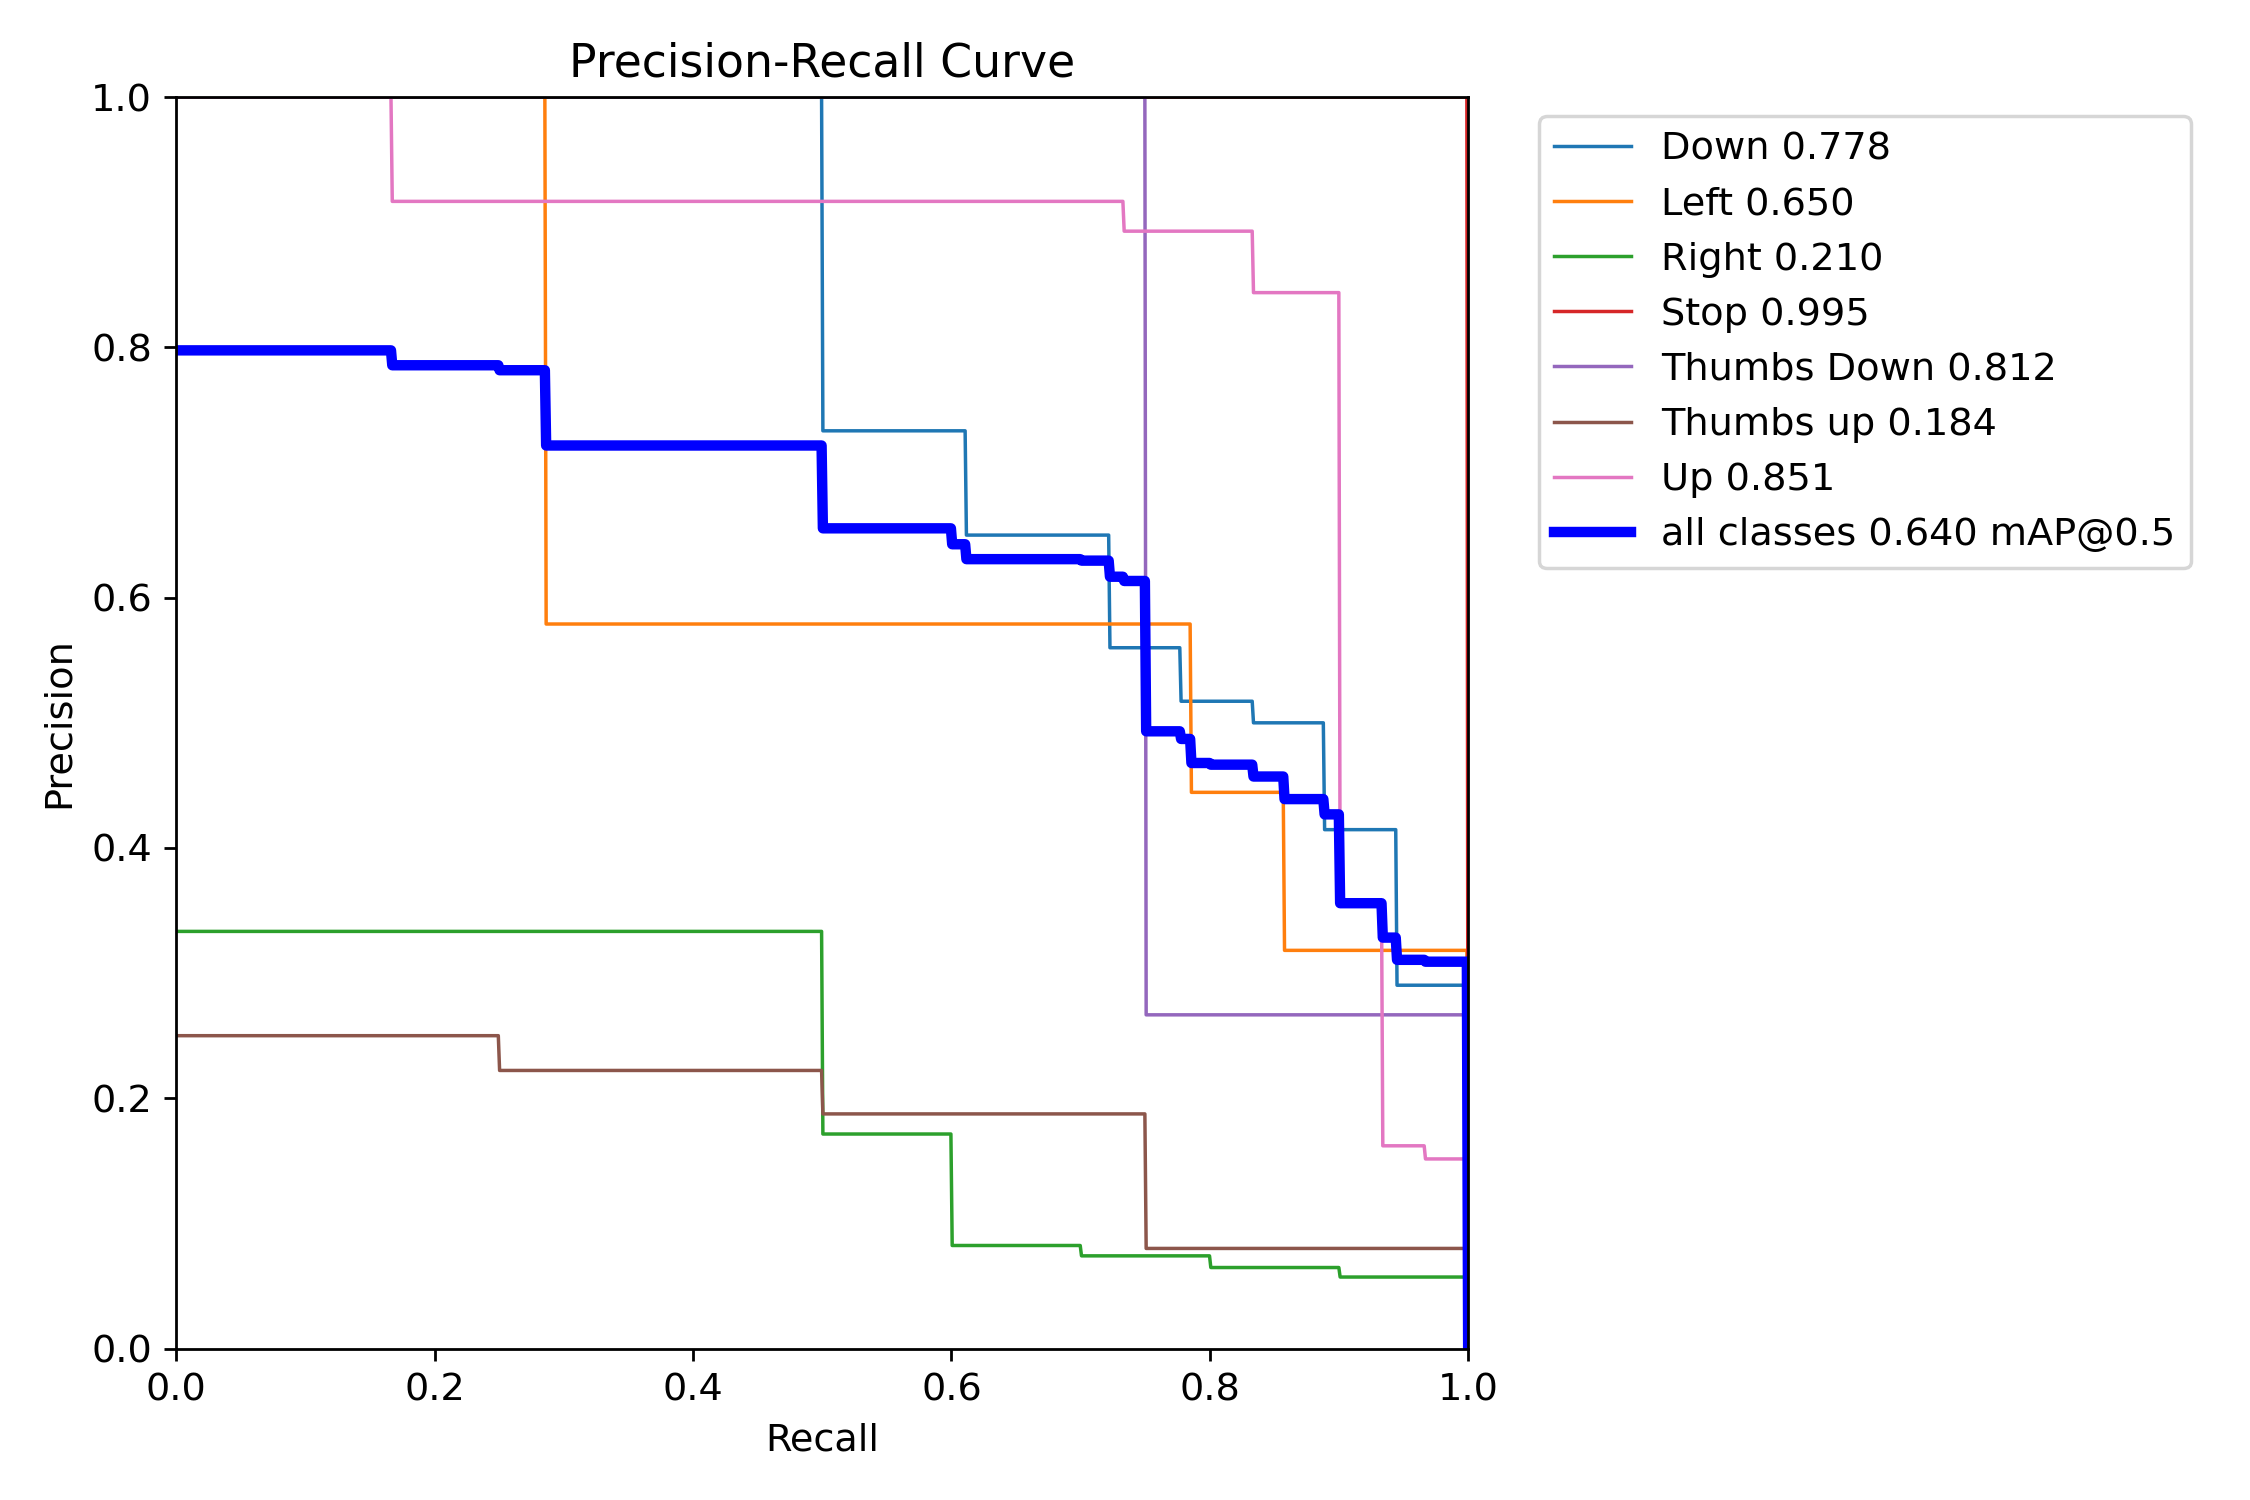 Precision-Recall Curve
1.0
0.8
0.6
0.4
0.2
0.0
Precision
0.0 0.2 0.4 0.6 0.8 1.0
Recall
Down 0.778
Left 0.650
Right 0.210
Stop 0.995
Thumbs Down 0.812
Thumbs up 0.184
Up 0.851
all classes 0.640 mAP@0.5